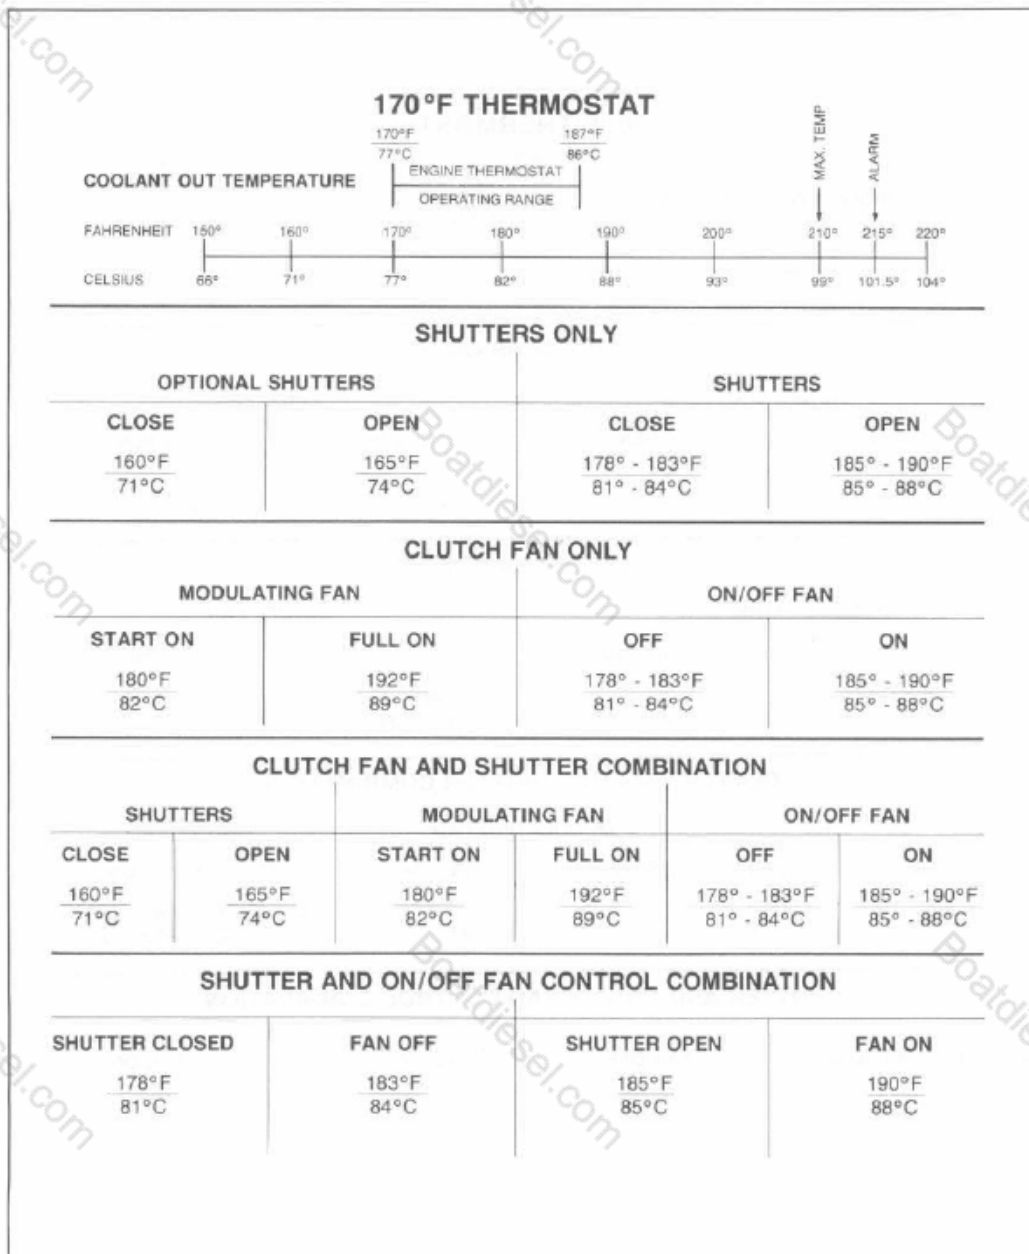 170°F THERMOSTAT
170°F 187°F
77°C 86°C
MAX. TEMP
ALARM
ENGINE THERMOSTAT
COOLANT OUT TEMPERATURE
OPERATING RANGE
FAHRENHEIT 150° 160° 170° 180° 190° 200° 210° 215° 220°
CELSIUS 66° 71° 77° 82° 88° 93° 99° 101.5° 104°
SHUTTERS ONLY
OPTIONAL SHUTTERS SHUTTERS
CLOSE OPEN CLOSE OPEN
160°F 165°F 178° - 183°F 185° - 190°F
71°C 74°C 81° - 84°C 85° - 88°C
CLUTCH FAN ONLY
MODULATING FAN ON/OFF FAN
START ON FULL ON OFF ON
180°F 192°F 178° - 183°F 185° - 190°F
82°C 89°C 81° - 84°C 85° - 88°C
CLUTCH FAN AND SHUTTER COMBINATION
SHUTTERS MODULATING FAN ON/OFF FAN
CLOSE OPEN START ON FULL ON OFF ON
160°F 165°F 180°F 192°F 178° - 183°F 185° - 190°F
71°C 74°C 82°C 89°C 81° - 84°C 85° - 88°C
SHUTTER AND ON/OFF FAN CONTROL COMBINATION
SHUTTER CLOSED FAN OFF SHUTTER OPEN FAN ON
178°F 183°F 185°F 190°F
81°C 84°C 85°C 88°C
Boatdiesel.com
Boatdiesel.com